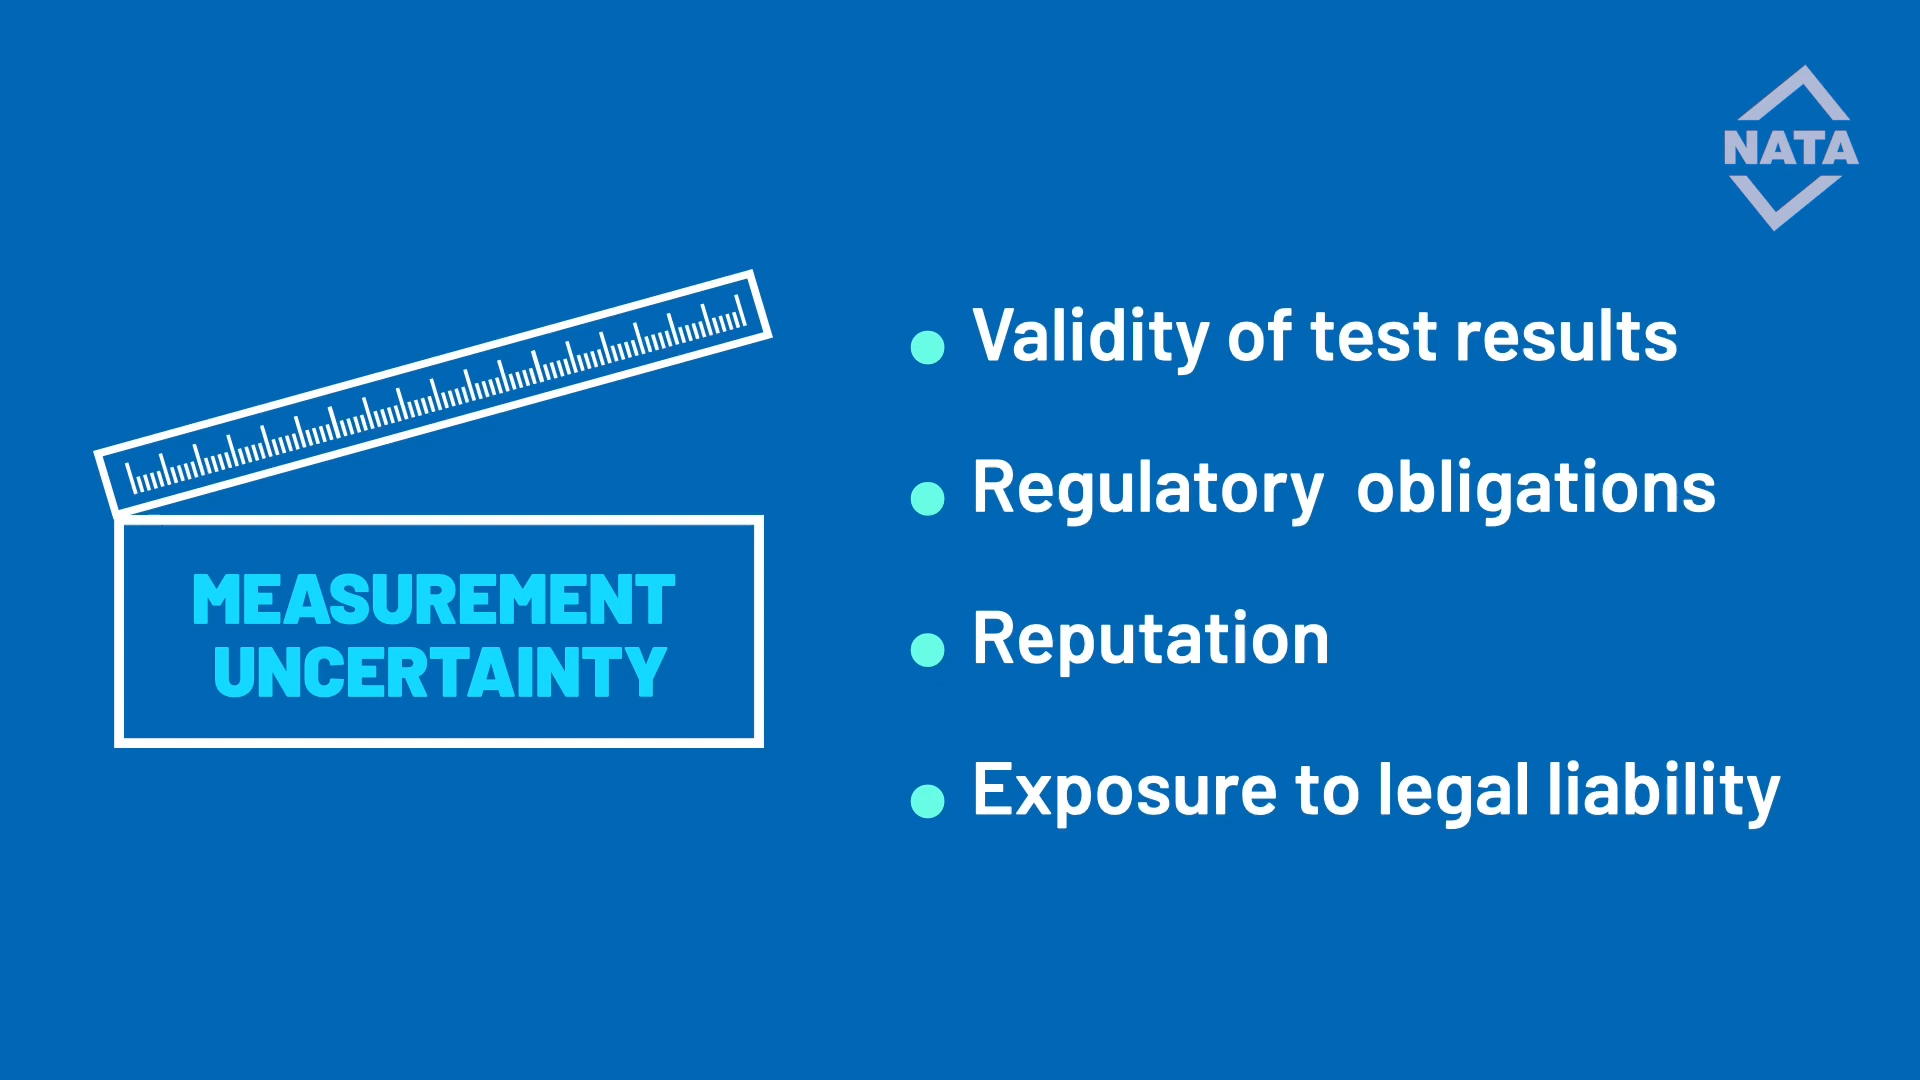 NATA
Validity of test results
Regulatory  obligations
Reputation
Exposure to legal liability
MEASUREMENT
UNCERTAINTY